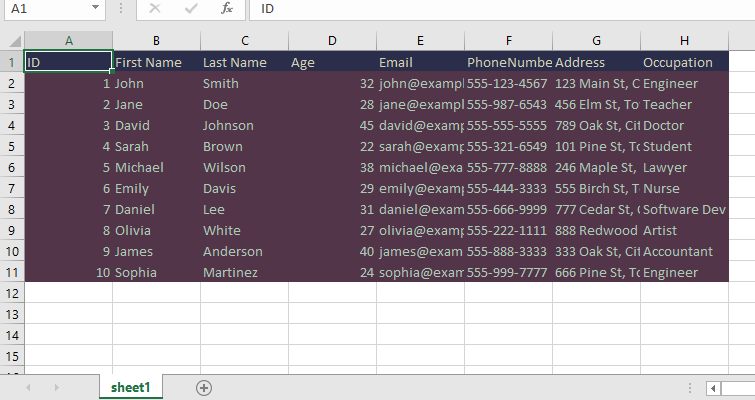 A1 fx ID
A B C D E F G H
1 ID First Name Last Name Age Email PhoneNumbe Address Occupation
2 1 John Smith 32 john@exampl 555-123-4567 123 Main St, C Engineer
3 2 Jane Doe 28 jane@exampl 555-987-6543 456 Elm St, To Teacher
4 3 David Johnson 45 david@examp 555-555-5555 789 Oak St, Cit Doctor
5 4 Sarah Brown 22 sarah@examp 555-321-6549 101 Pine St, To Student
6 5 Michael Wilson 38 michael@exa 555-777-8888 246 Maple St, Lawyer
7 6 Emily Davis 29 emily@examp 555-444-3333 555 Birch St, T Nurse
8 7 Daniel Lee 31 daniel@exam 555-666-9999 777 Cedar St, Software Dev
9 8 Olivia White 27 olivia@examp 555-222-1111 888 Redwood Artist
10 9 James Anderson 40 james@exam 555-888-3333 333 Oak St, Cit Accountant
11 10 Sophia Martinez 24 sophia@exam 555-999-7777 666 Pine St, To Engineer
12
13
14
15
sheet1